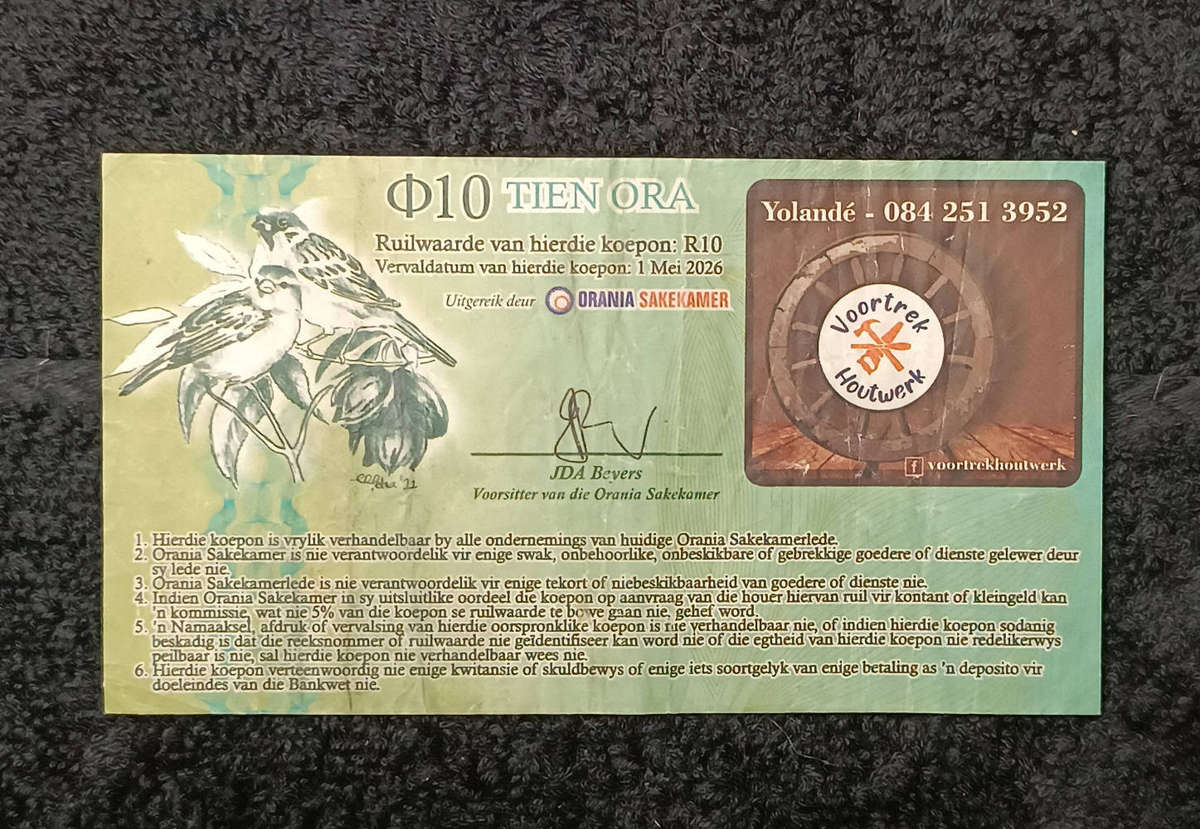 Ф10 TIEN ORA
Ruilwaarde van hierdie koepon: R10
Vervaldatum van hierdie koepon: 1 Mei 2026
Uitgereik deur ORANIA SAKEKAMER
JDA Beyers
Voorsitter van die Orania Sakekamer
Yolandé - 084 251 3952
Voortrek
Houtwerk
voortrekhoutwerk
1. Hierdie koepon is vrylik verhandelbaar by alle ondernemings van huidige Orania Sakekamerlede.
2. Orania Sakekamer is nie verantwoordelik vir enige swak, onbehoorlike, onbeskikbare of gebrekkige goedere of dienste gelewer deur
sy lede nie.
3. Orania Sakekamerlede is nie verantwoordelik vir enige tekort of niebeskikbaarheid van goedere of dienste nie.
4. Indien Orania Sakekamer in sy uitsluitlike oordeel die koepon op aanvraag van die houer hiervan ruil vir kontant of kleingeld kan
'n kommissie, wat nie 5% van die koepon se ruilwaarde te bowe gaan nie, gehef word.
5. 'n Namaaksel, afdruk of vervalsing van hierdie oorspronklike koepon is nie verhandelbaar nie, of indien hierdie koepon sodanig
beskadig is dat die reeksnommer of ruilwaarde nie geïdentifiseer kan word nie of die egtheid van hierdie koepon nie redelikerwys
peilbaar is nie, sal hierdie koepon nie verhandelbaar wees nie.
6. Hierdie koepon verteenwoordig nie enige kwitansie of skuldbewys of enige iets soortgelyk van enige betaling as 'n deposito vir
doeleindes van die Bankwet nie.